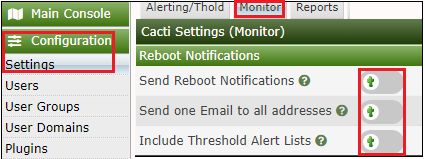 Main Console
Configuration
Settings
Users
User Groups
User Domains
Plugins
Alerting/Thold
Monitor
Reports
Cacti Settings (Monitor)
Reboot Notifications
Send Reboot Notifications
Send one Email to all addresses
Include Threshold Alert Lists